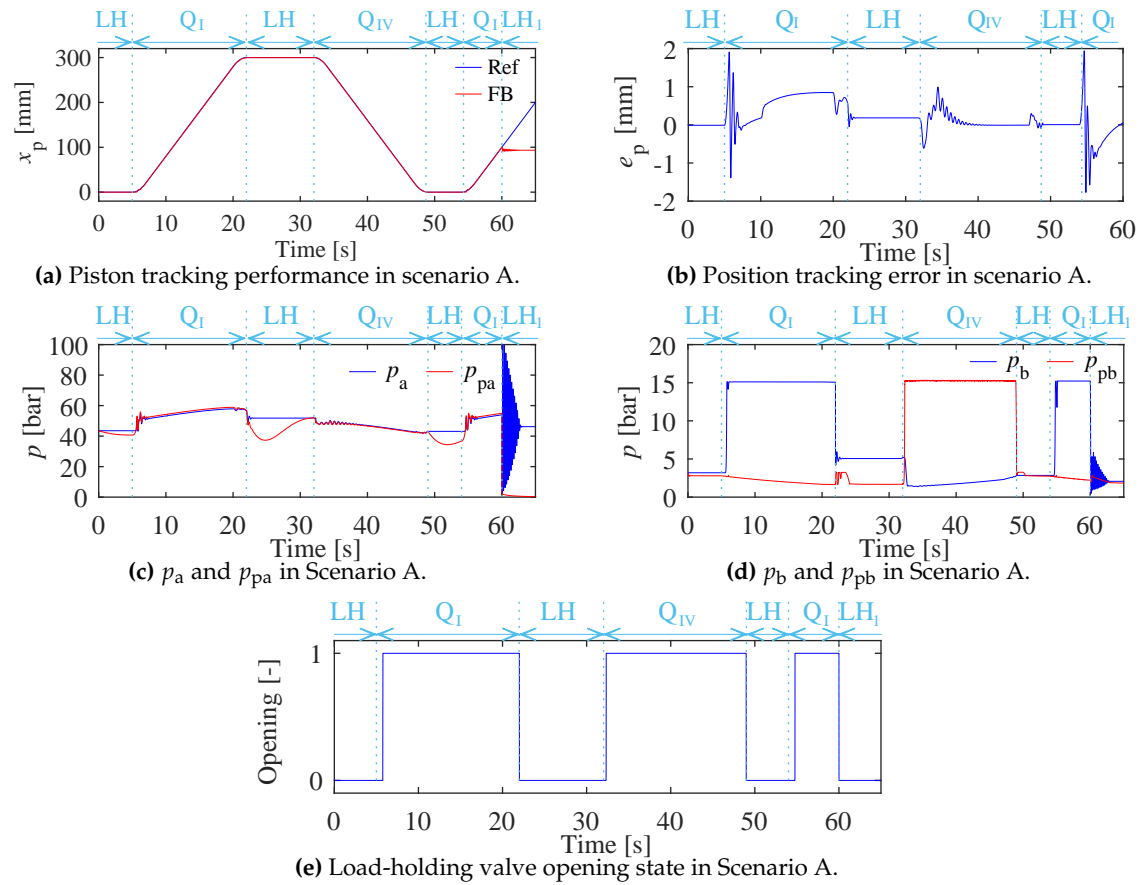 LH Q_I LH Q_IV LH Q_I LH_1
300
200
100
0
x_p [mm]
Ref
FB
0 10 20 30 40 50 60
Time [s]
(a) Piston tracking performance in scenario A.
LH Q_I LH Q_IV LH Q_I
2
1
0
-1
-2
e_p [mm]
0 10 20 30 40 50 60
Time [s]
(b) Position tracking error in scenario A.
LH Q_I LH Q_IV LH Q_I LH_1
100
80
60
40
20
0
p [bar]
p_a p_pa
0 10 20 30 40 50 60
Time [s]
(c) p_a and p_pa in Scenario A.
LH Q_I LH Q_IV LH Q_I LH_1
20
15
10
5
0
p [bar]
p_b p_pb
0 10 20 30 40 50 60
Time [s]
(d) p_b and p_pb in Scenario A.
LH Q_I LH Q_IV LH Q_I LH_1
1
0
Opening [-]
0 10 20 30 40 50 60
Time [s]
(e) Load-holding valve opening state in Scenario A.